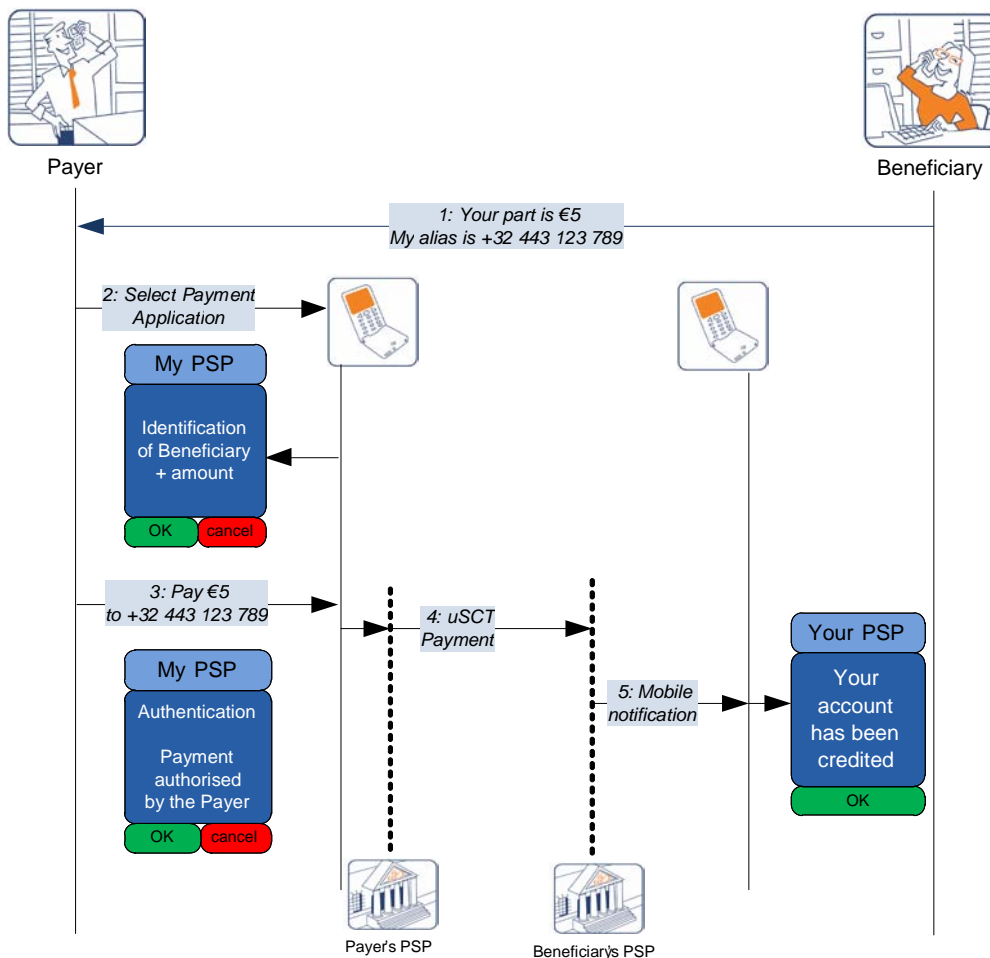 Payer
Beneficiary
1: Your part is €5
My alias is +32 443 123 789
2: Select Payment
Application
My PSP
Identification
of Beneficiary
+ amount
OK
cancel
3: Pay €5
to +32 443 123 789
4: uSCT
Payment
My PSP
Authentication
Payment
authorised
by the Payer
OK
cancel
5: Mobile
notification
Your PSP
Your
account
has been
credited
OK
Payer's PSP
Beneficiary's PSP